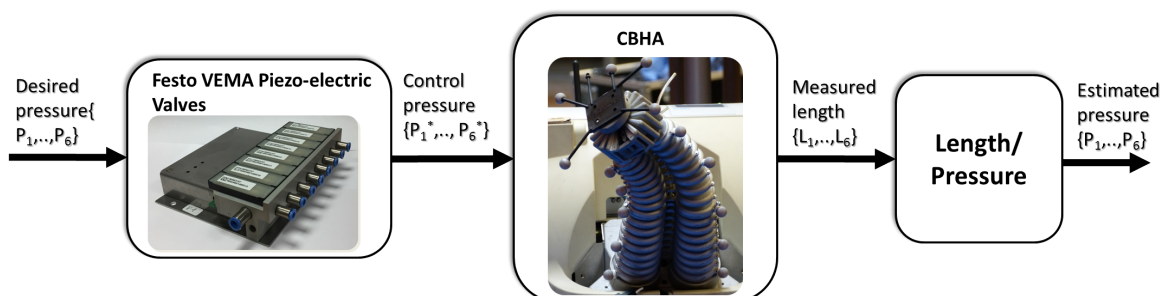 Desired
pressure{
P₁,..,P₆}
Festo VEMA Piezo-electric
Valves
Control
pressure
{P₁*,.., P₆*}
CBHA
Measured
length
{L₁,..,L₆}
Length/
Pressure
Estimated
pressure
{P₁,..,P₆}